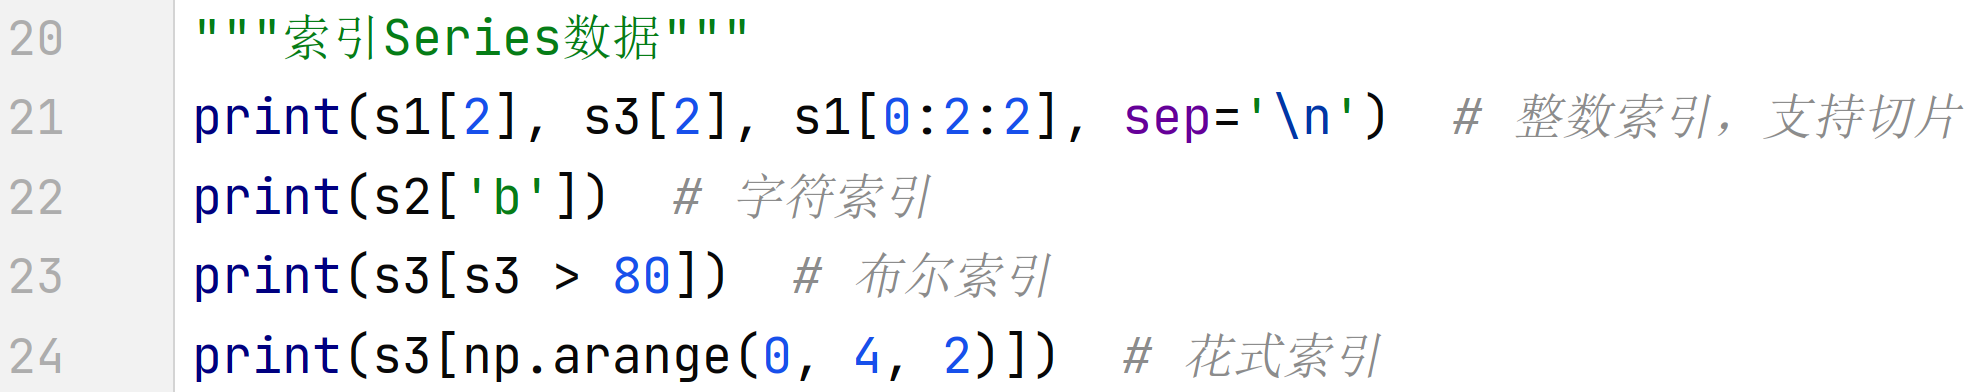 20 """索引Series数据"""
21 print(s1[2], s3[2], s1[0:2:2], sep='\n')  # 整数索引，支持切片
22 print(s2['b'])  # 字符索引
23 print(s3[s3 > 80])  # 布尔索引
24 print(s3[np.arange(0, 4, 2)])  # 花式索引